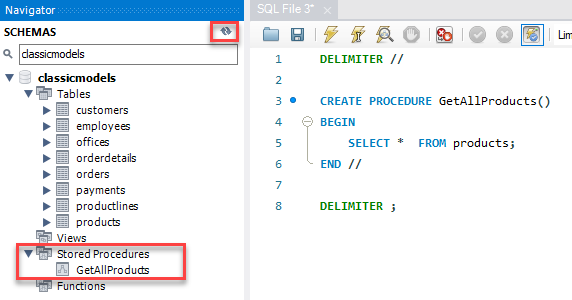 Navigator
SCHEMAS
classicmodels
classicmodels
Tables
customers
employees
offices
orderdetails
orders
payments
productlines
products
Views
Stored Procedures
GetAllProducts
Functions
SQL File 3*
Lim
1 DELIMITER //
2
3 CREATE PROCEDURE GetAllProducts()
4 BEGIN
5 SELECT * FROM products;
6 END //
7
8 DELIMITER ;